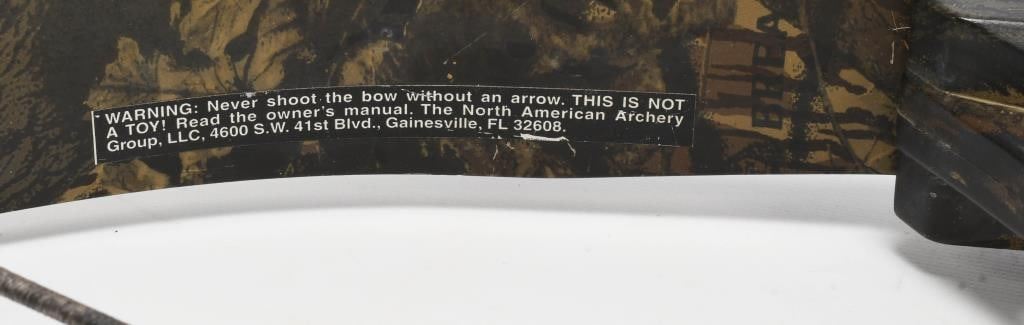 WARNING: Never shoot the bow without an arrow. THIS IS NOT
A TOY! Read the owner's manual. The North American Archery
Group, LLC, 4600 S.W. 41st Blvd., Gainesville, FL 32608.